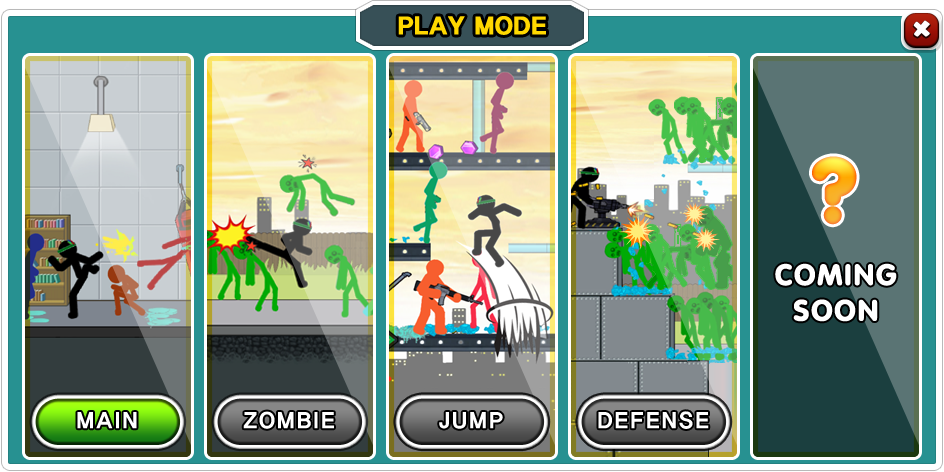 PLAY MODE
MAIN
ZOMBIE
JUMP
DEFENSE
?
COMING
SOON